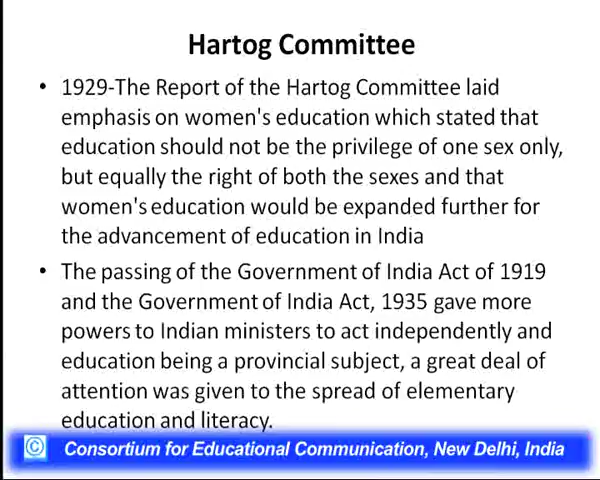 Hartog Committee
• 1929-The Report of the Hartog Committee laid
emphasis on women's education which stated that
education should not be the privilege of one sex only,
but equally the right of both the sexes and that
women's education would be expanded further for
the advancement of education in India
• The passing of the Government of India Act of 1919
and the Government of India Act, 1935 gave more
powers to Indian ministers to act independently and
education being a provincial subject, a great deal of
attention was given to the spread of elementary
education and literacy.
© Consortium for Educational Communication, New Delhi, India